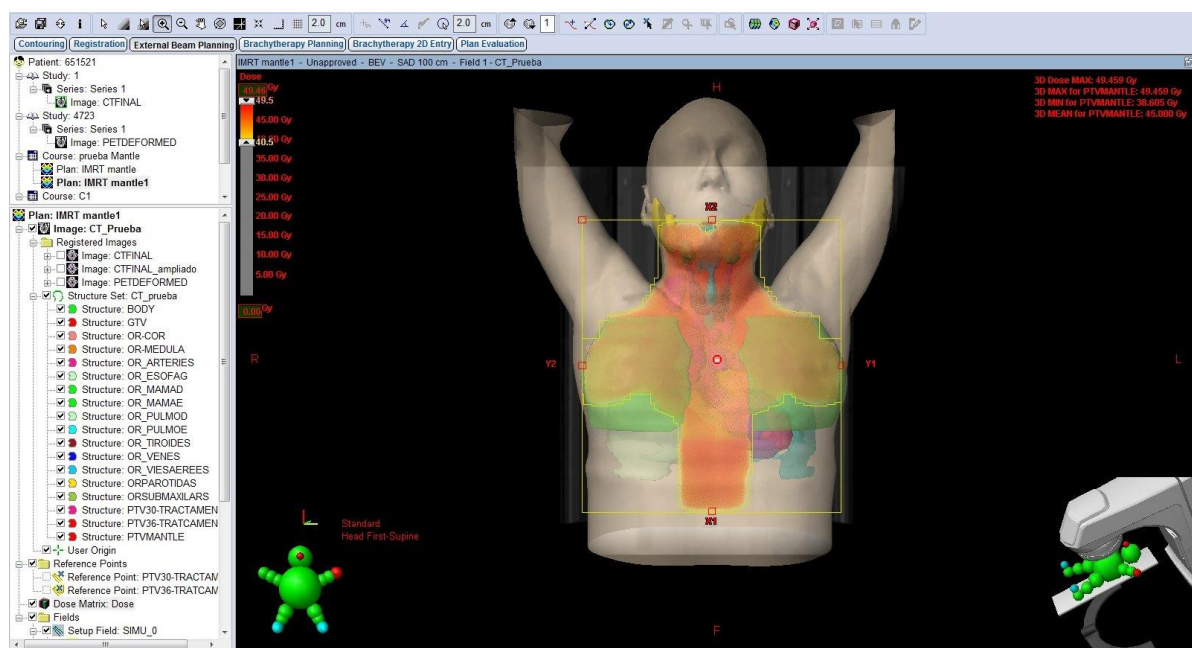 2.0 cm 2.0 cm 1
Contouring Registration External Beam Planning Brachytherapy Planning Brachytherapy 2D Entry Plan Evaluation
Patient: 651521
Study: 1
Series: Series 1
Image: CTFINAL
Study: 4723
Series: Series 1
Image: PETDEFORMED
Course: prueba Mantle
Plan: IMRT mantle
Plan: IMRT mantle1
Course: C1
Plan: IMRT mantle1
Image: CT_Prueba
Registered Images
Image: CTFINAL
Image: CTFINAL_ampliado
Image: PETDEFORMED
Structure Set: CT_prueba
Structure: BODY
Structure: GTV
Structure: OR-COR
Structure: OR-MEDULA
Structure: OR_ARTERIES
Structure: OR_ESOFAG
Structure: OR_MAMAD
Structure: OR_MAMAE
Structure: OR_PULMOD
Structure: OR_PULMOE
Structure: OR_TIROIDES
Structure: OR_VENES
Structure: OR_VIESAEREES
Structure: ORPAROTIDAS
Structure: ORSUBMAXILARS
Structure: PTV30-TRACTAMEN
Structure: PTV36-TRATCAMEN
Structure: PTVMANTLE
User Origin
Reference Points
Reference Point: PTV30-TRACTAM
Reference Point: PTV36-TRATCAM
Dose Matrix: Dose
Fields
Setup Field: SIMU_0
IMRT mantle1 - Unapproved - BEV - SAD 100 cm - Field 1 - CT_Prueba
Dose
49.46 Gy
49.5
45.00 Gy
40.5
35.00 Gy
30.00 Gy
25.00 Gy
20.00 Gy
15.00 Gy
10.00 Gy
5.00 Gy
0.00 Gy
3D Dose MAX: 49.459 Gy
3D MAX for PTVMANTLE: 49.459 Gy
3D MIN for PTVMANTLE: 30.605 Gy
3D MEAN for PTVMANTLE: 45.000 Gy
H
X2
R
Y2
Y1
L
X1
Standard
Head First-Supine
F